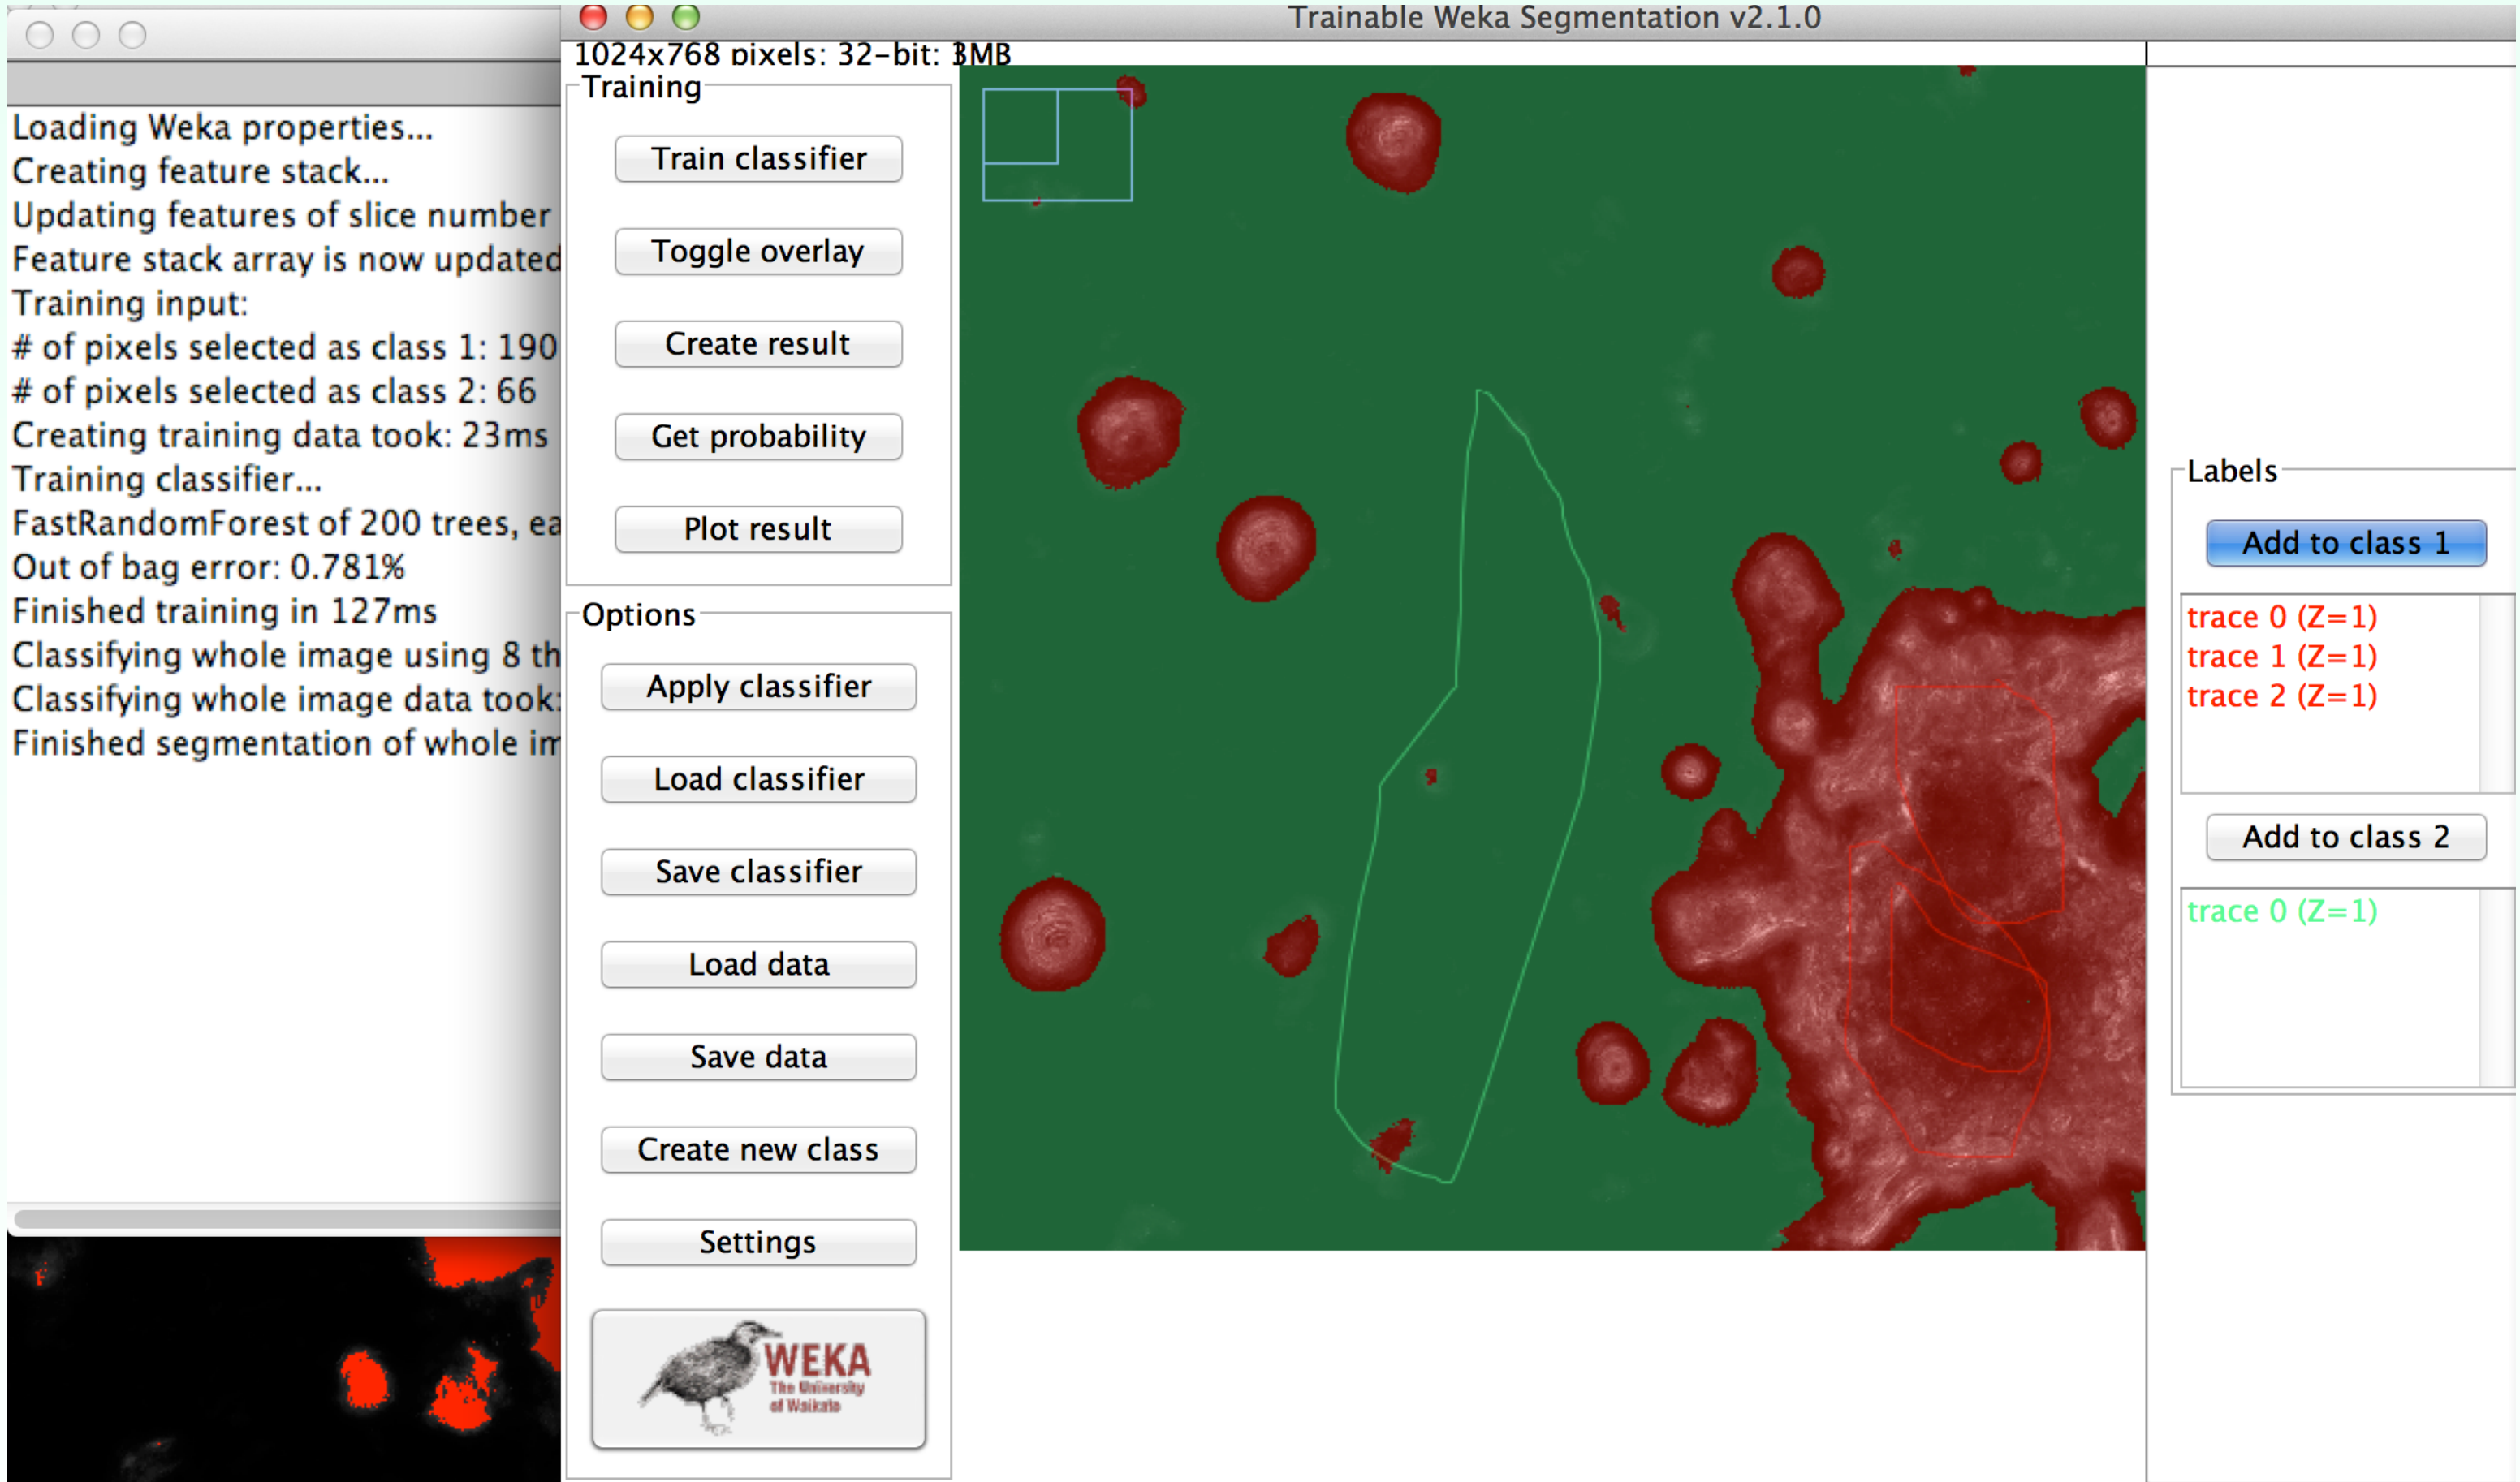 Trainable Weka Segmentation v2.1.0
1024x768 pixels: 32-bit: 3MB
Loading Weka properties...
Creating feature stack...
Updating features of slice number
Feature stack array is now updated
Training input:
# of pixels selected as class 1: 190
# of pixels selected as class 2: 66
Creating training data took: 23ms
Training classifier...
FastRandomForest of 200 trees, ea
Out of bag error: 0.781%
Finished training in 127ms
Classifying whole image using 8 th
Classifying whole image data took:
Finished segmentation of whole im
Training
Train classifier
Toggle overlay
Create result
Get probability
Plot result
Options
Apply classifier
Load classifier
Save classifier
Load data
Save data
Create new class
Settings
WEKA
The University
of Waikato
Labels
Add to class 1
trace 0 (Z=1)
trace 1 (Z=1)
trace 2 (Z=1)
Add to class 2
trace 0 (Z=1)